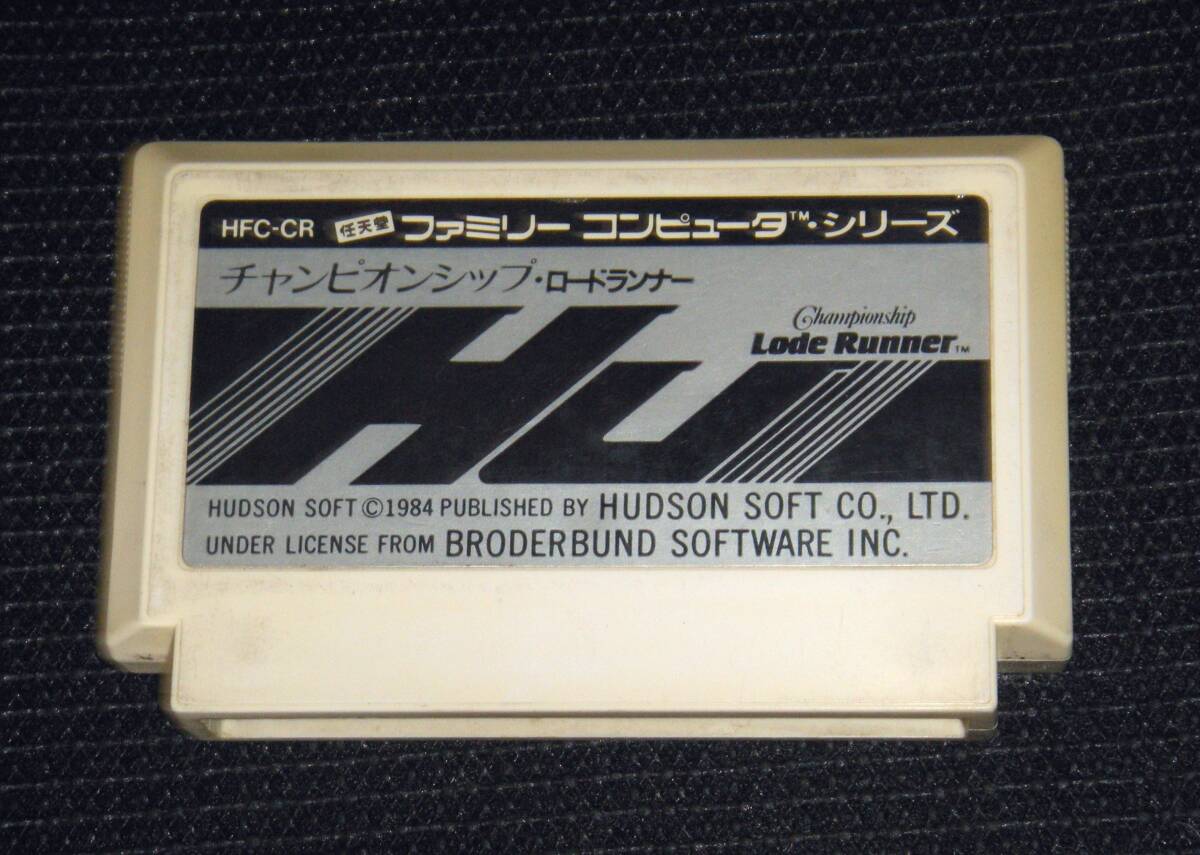 HFC-CR 任天堂 ファミリー コンピュータ™・シリーズ
チャンピオンシップ・ロードランナー
Championship
Lode Runner™
HU
HUDSON SOFT ©1984 PUBLISHED BY HUDSON SOFT CO., LTD.
UNDER LICENSE FROM BRODERBUND SOFTWARE INC.